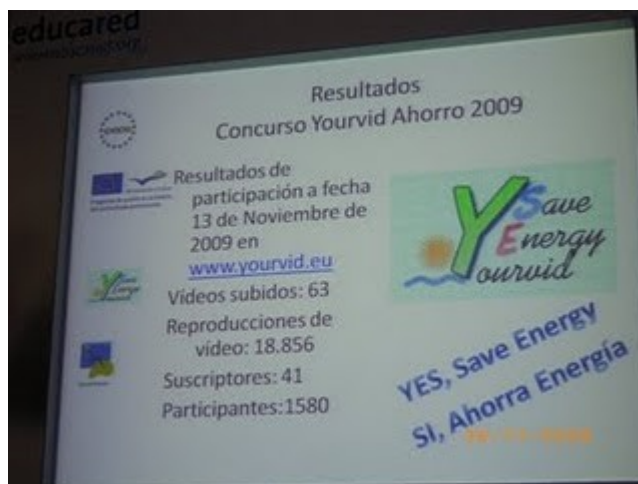 educared
Resultados
Concurso Yourvid Ahorro 2009
Resultados de
participación a fecha
13 de Noviembre de
2009 en
www.yourvid.eu
Vídeos subidos: 63
Reproducciones de
vídeo: 18.856
Suscriptores: 41
Participantes:1580
Save
Energy
Yourvid
YES, Save Energy
SI, Ahorra Energía